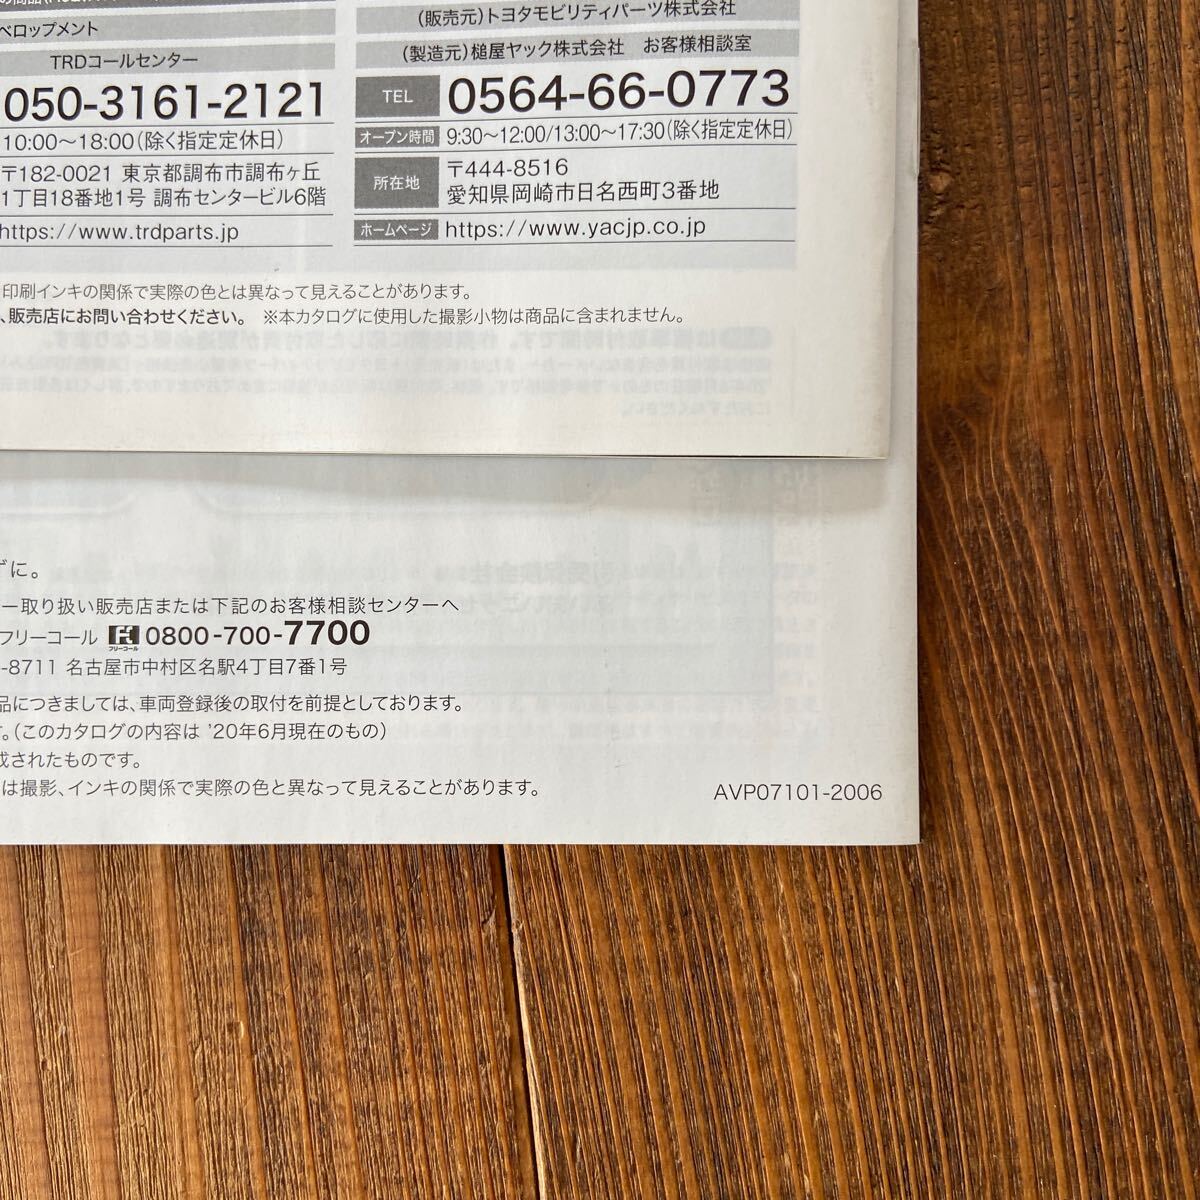 ベロップメント
TRDコールセンター
050-3161-2121
10:00～18:00(除く指定定休日)
〒182-0021 東京都調布市調布ヶ丘
1丁目18番地1号 調布センタービル6階
https://www.trdparts.jp
(販売元)トヨタモビリティパーツ株式会社
(製造元)槌屋ヤック株式会社 お客様相談室
TEL 0564-66-0773
オープン時間 9:30～12:00/13:00～17:30(除く指定定休日)
所在地 〒444-8516
愛知県岡崎市日名西町3番地
ホームページ https://www.yacjp.co.jp
印刷インキの関係で実際の色とは異なって見えることがあります。
、販売店にお問い合わせください。 ※本カタログに使用した撮影小物は商品に含まれません。
ずに。
ー取り扱い販売店または下記のお客様相談センターへ
フリーコール フリーコール 0800-700-7700
-8711 名古屋市中村区名駅4丁目7番1号
品につきましては、車両登録後の取付を前提としております。
す。(このカタログの内容は '20年6月現在のもの)
成されたものです。
は撮影、インキの関係で実際の色と異なって見えることがあります。
AVP07101-2006